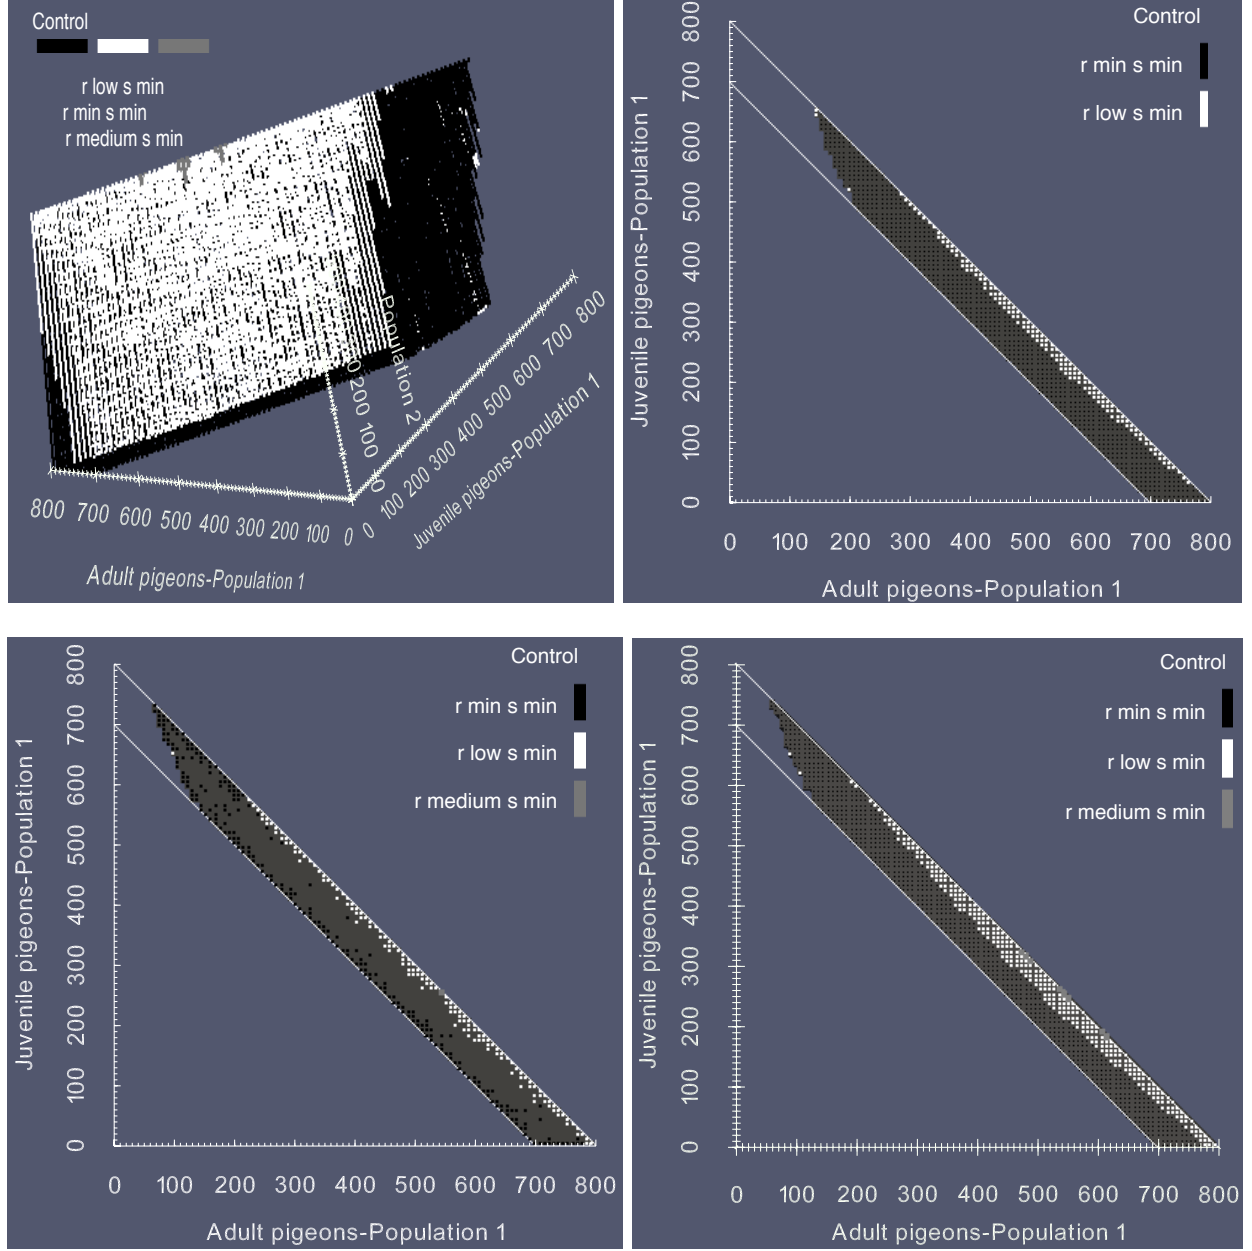 Control
r low s min
r min s min
r medium s min
Population 2
0 200 100 0
800 700 600 500 400 300 200 100 0
0 100 200 300 400 500 600 700 800
Juvenile pigeons-Population 1
Adult pigeons-Population 1
Control
r min s min
r low s min
Juvenile pigeons-Population 1
800
700
600
500
400
300
200
100
0
0 100 200 300 400 500 600 700 800
Adult pigeons-Population 1
Control
r min s min
r low s min
r medium s min
Juvenile pigeons-Population 1
800
700
600
500
400
300
200
100
0
0 100 200 300 400 500 600 700 800
Adult pigeons-Population 1
Control
r min s min
r low s min
r medium s min
Juvenile pigeons-Population 1
800
700
600
500
400
300
200
100
0
0 100 200 300 400 500 600 700 800
Adult pigeons-Population 1